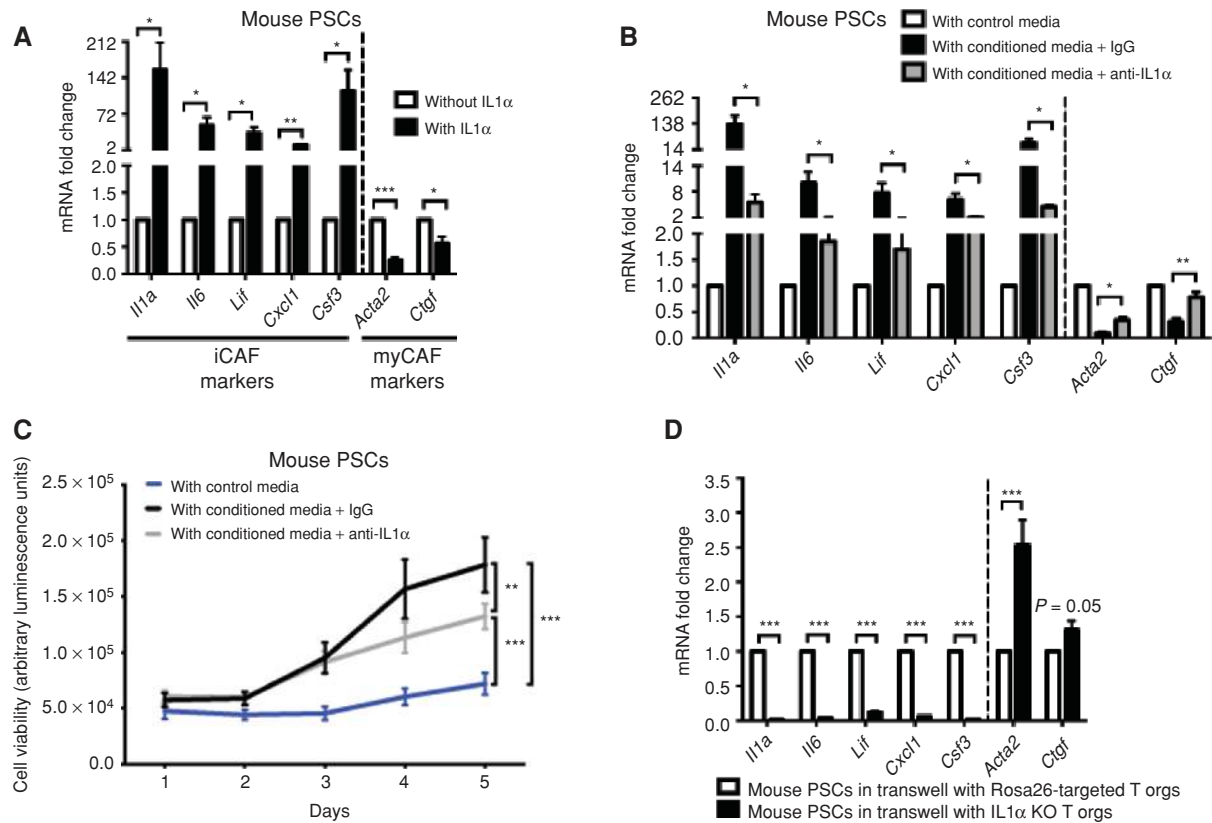 A
Mouse PSCs
mRNA fold change
212
142
72
2
2.0
1.5
1.0
0.5
0.0
* * * ** * *** *
Without IL1α
With IL1α
Il1a Il6 Lif Cxcl1 Csf3 Acta2 Ctgf
iCAF markers
myCAF markers
B
Mouse PSCs
With control media
With conditioned media + IgG
With conditioned media + anti-IL1α
mRNA fold change
262
138
14
14
8
2
2.0
1.5
1.0
0.5
0.0
* * * * * * **
Il1a Il6 Lif Cxcl1 Csf3 Acta2 Ctgf
C
Mouse PSCs
Cell viability (arbitrary luminescence units)
2.5 × 10⁵
2.0 × 10⁵
1.5 × 10⁵
1.0 × 10⁵
5.0 × 10⁴
0.0
With control media
With conditioned media + IgG
With conditioned media + anti-IL1α
** *** ***
1 2 3 4 5
Days
D
mRNA fold change
3.5
3.0
2.5
2.0
1.5
1.0
0.5
0.0
*** *** *** *** *** *** P = 0.05
Il1a Il6 Lif Cxcl1 Csf3 Acta2 Ctgf
Mouse PSCs in transwell with Rosa26-targeted T orgs
Mouse PSCs in transwell with IL1α KO T orgs